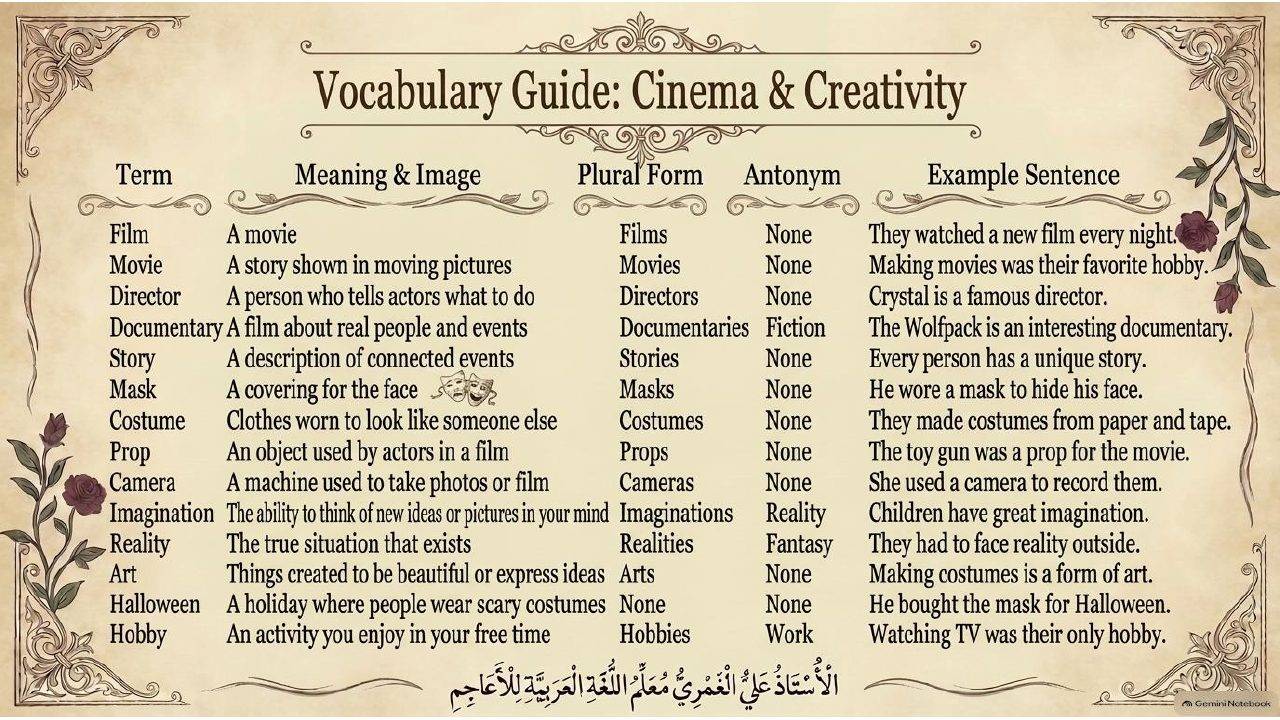 Vocabulary Guide: Cinema & Creativity
Term Meaning & Image Plural Form Antonym Example Sentence
Film A movie Films None They watched a new film every night.
Movie A story shown in moving pictures Movies None Making movies was their favorite hobby.
Director A person who tells actors what to do Directors None Crystal is a famous director.
Documentary A film about real people and events Documentaries Fiction The Wolfpack is an interesting documentary.
Story A description of connected events Stories None Every person has a unique story.
Mask A covering for the face Masks None He wore a mask to hide his face.
Costume Clothes worn to look like someone else Costumes None They made costumes from paper and tape.
Prop An object used by actors in a film Props None The toy gun was a prop for the movie.
Camera A machine used to take photos or film Cameras None She used a camera to record them.
Imagination The ability to think of new ideas or pictures in your mind Imaginations Reality Children have great imagination.
Reality The true situation that exists Realities Fantasy They had to face reality outside.
Art Things created to be beautiful or express ideas Arts None Making costumes is a form of art.
Halloween A holiday where people wear scary costumes None None He bought the mask for Halloween.
Hobby An activity you enjoy in your free time Hobbies Work Watching TV was their only hobby.
الْأُسْتَاذُ عَلِيُّ الْغَمْرِيُّ مُعَلِّمُ اللُّغَةِ الْعَرَبِيَّةِ لِلْأَعَاجِمِ
Gemini Notebook